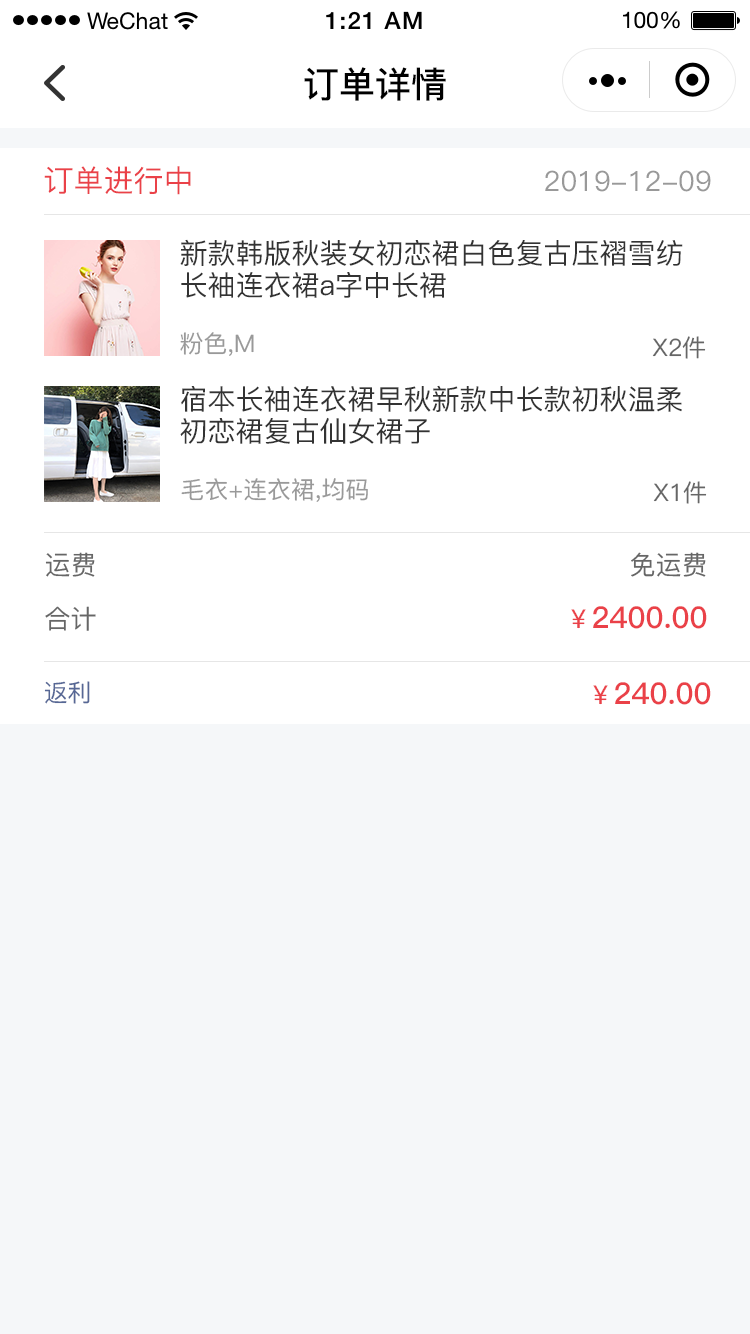 WeChat 1:21 AM 100%
订单详情
订单进行中 2019-12-09
新款韩版秋装女初恋裙白色复古压褶雪纺
长袖连衣裙a字中长裙
粉色,M X2件
宿本长袖连衣裙早秋新款中长款初秋温柔
初恋裙复古仙女裙子
毛衣+连衣裙,均码 X1件
运费 免运费
合计 ¥2400.00
返利 ¥240.00